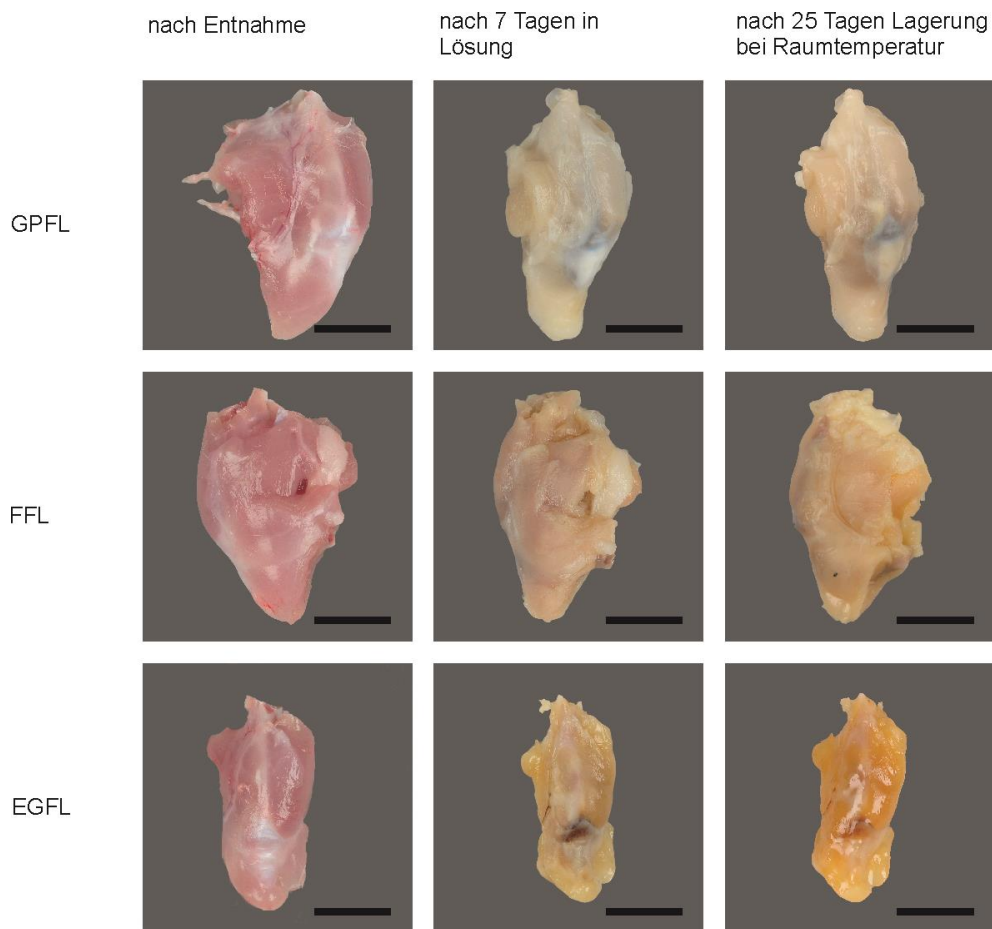 nach Entnahme
nach 7 Tagen in
Lösung
nach 25 Tagen Lagerung
bei Raumtemperatur
GPFL
FFL
EGFL